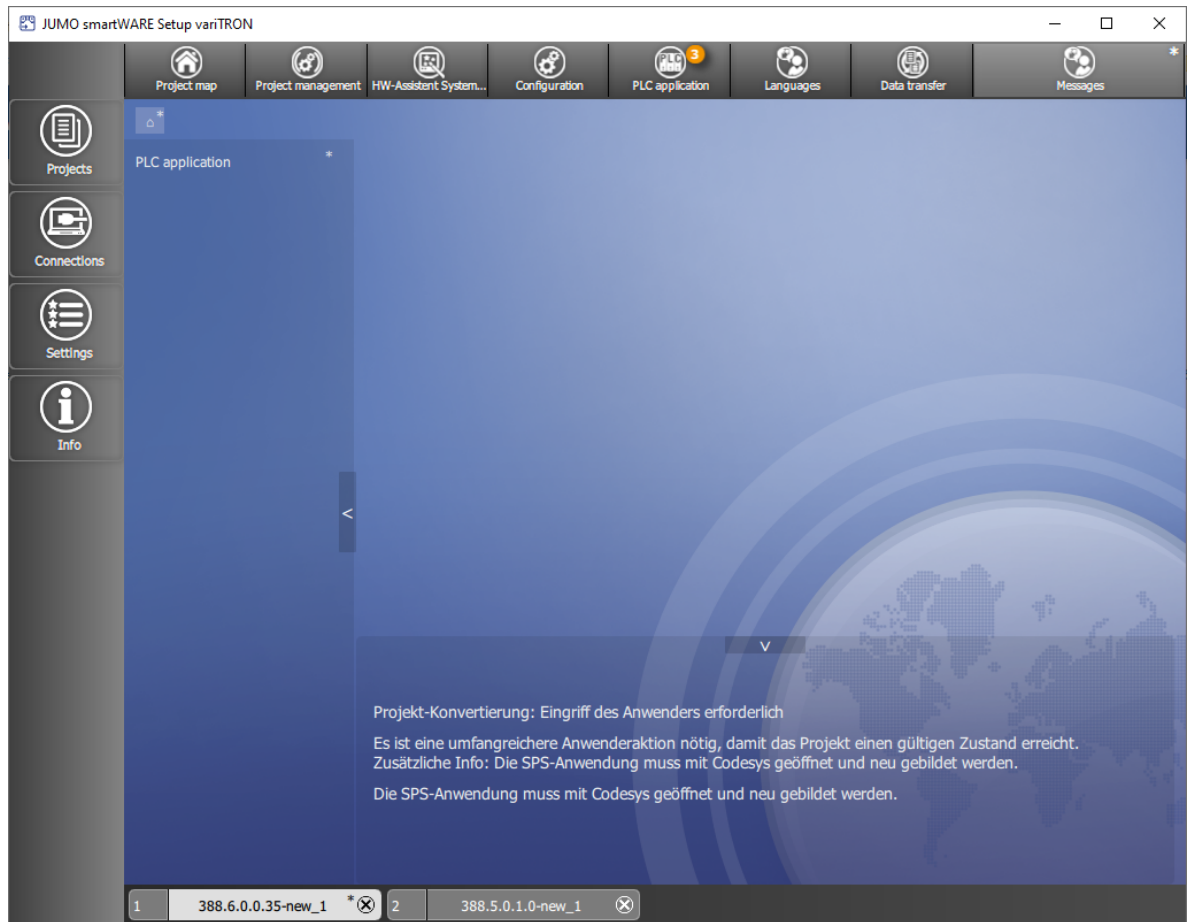 JUMO smartWARE Setup variTRON
Project map
Project management
HW-Assistent System...
Configuration
PLC
3
PLC application
Languages
Data transfer
Messages
*
Projects
Connections
Settings
Info
*
PLC application *
<
v
Projekt-Konvertierung: Eingriff des Anwenders erforderlich
Es ist eine umfangreichere Anwenderaktion nötig, damit das Projekt einen gültigen Zustand erreicht.
Zusätzliche Info: Die SPS-Anwendung muss mit Codesys geöffnet und neu gebildet werden.
Die SPS-Anwendung muss mit Codesys geöffnet und neu gebildet werden.
1 388.6.0.0.35-new_1 *
2 388.5.0.1.0-new_1